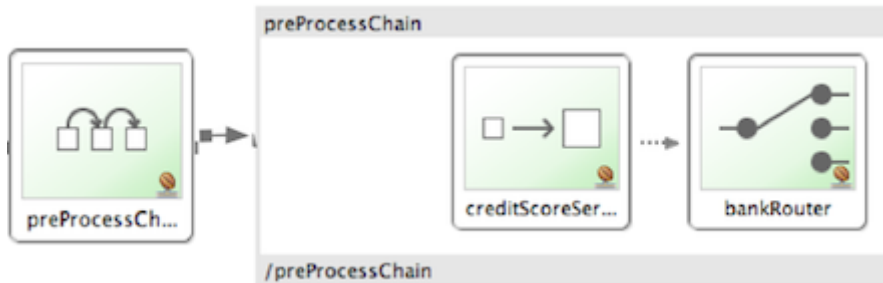 preProcessChain
preProcessCh...
creditScoreSer...
bankRouter
/preProcessChain